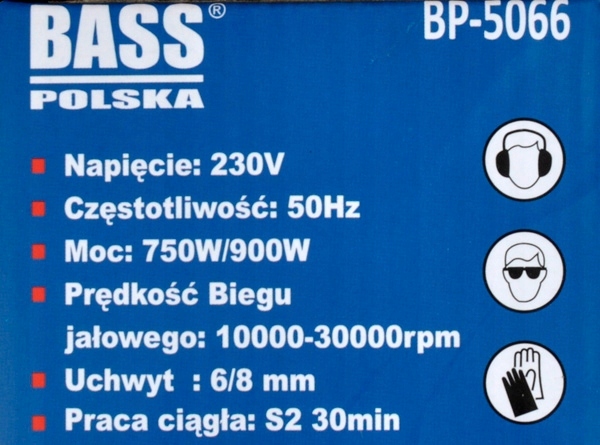 BASS®
POLSKA
BP-5066
Napięcie: 230V
Częstotliwość: 50Hz
Moc: 750W/900W
Prędkość Biegu
jałowego: 10000-30000rpm
Uchwyt : 6/8 mm
Praca ciągła: S2 30min